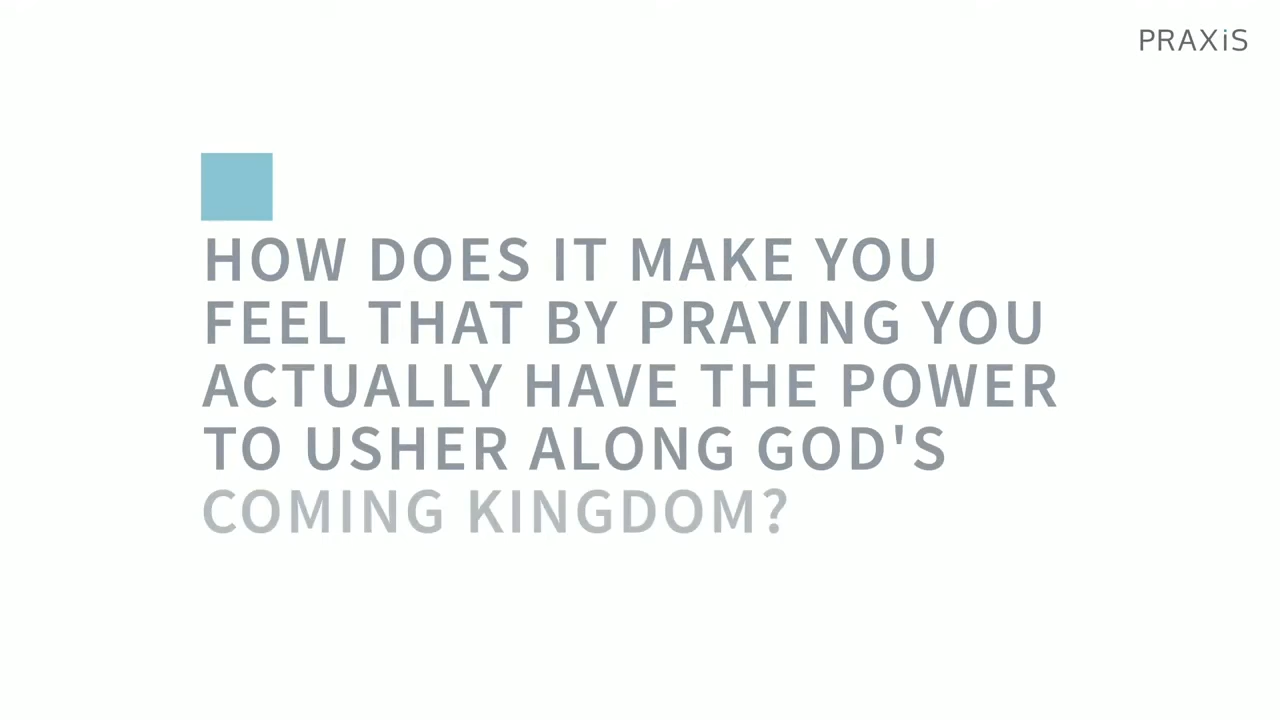 PRAXiS
HOW DOES IT MAKE YOU
FEEL THAT BY PRAYING YOU
ACTUALLY HAVE THE POWER
TO USHER ALONG GOD'S
COMING KINGDOM?